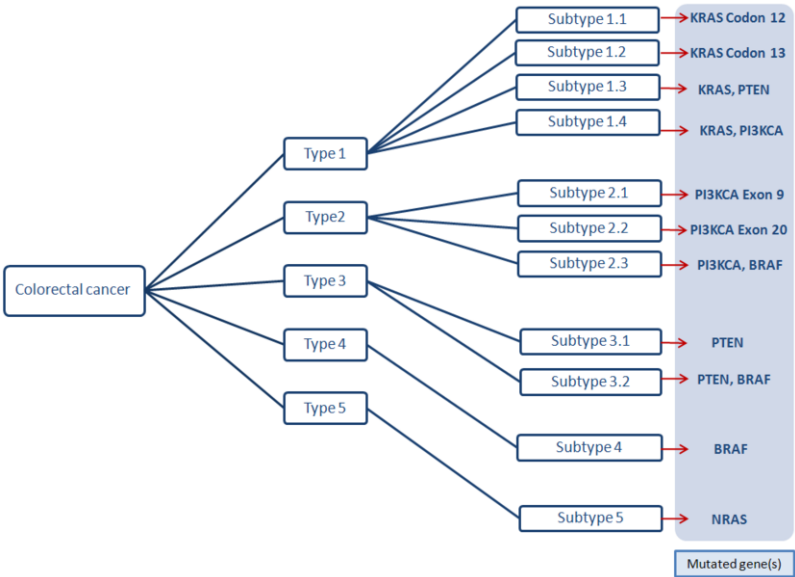 Subtype 1.1
KRAS Codon 12
Subtype 1.2
KRAS Codon 13
Subtype 1.3
KRAS, PTEN
Subtype 1.4
KRAS, PI3KCA
Type 1
Subtype 2.1
PI3KCA Exon 9
Type2
Subtype 2.2
PI3KCA Exon 20
Subtype 2.3
PI3KCA, BRAF
Colorectal cancer
Type 3
Subtype 3.1
PTEN
Type 4
Subtype 3.2
PTEN, BRAF
Type 5
Subtype 4
BRAF
Subtype 5
NRAS
Mutated gene(s)